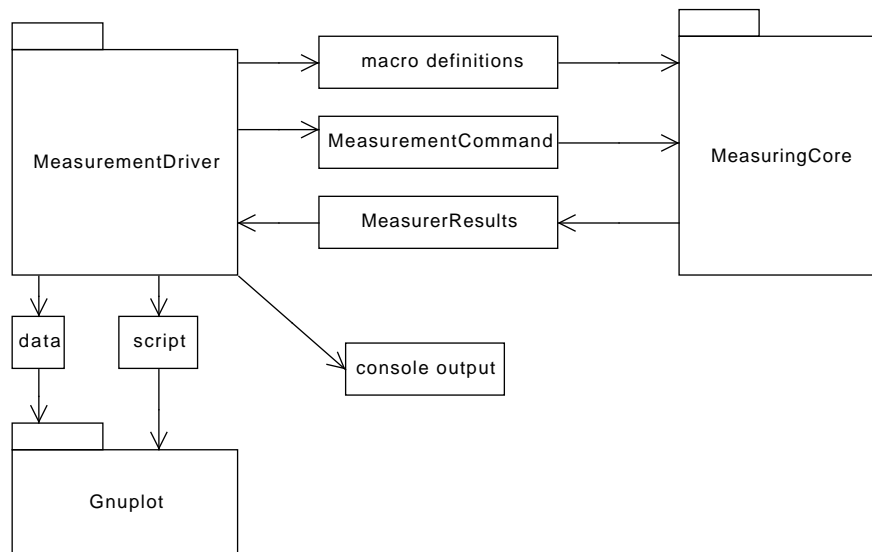 macro definitions
MeasurementCommand
MeasurementDriver
MeasuringCore
MeasurerResults
data
script
console output
Gnuplot